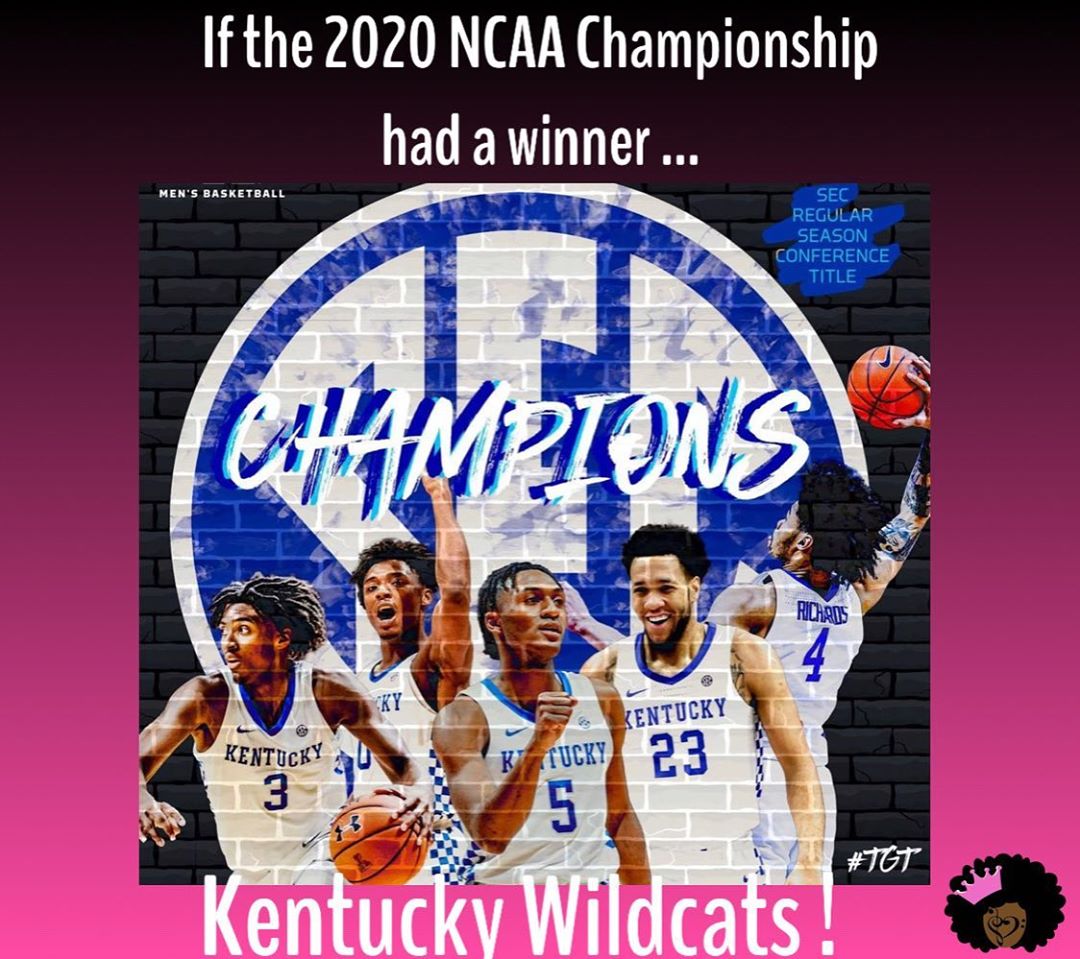 If the 2020 NCAA Championship
had a winner ...
MEN'S BASKETBALL
SEC
REGULAR
SEASON
CONFERENCE
TITLE
CHAMPIONS
RICHARDS
4
KY
KENTUCKY
3
KENTUCKY
5
KENTUCKY
23
#TGT
Kentucky Wildcats !